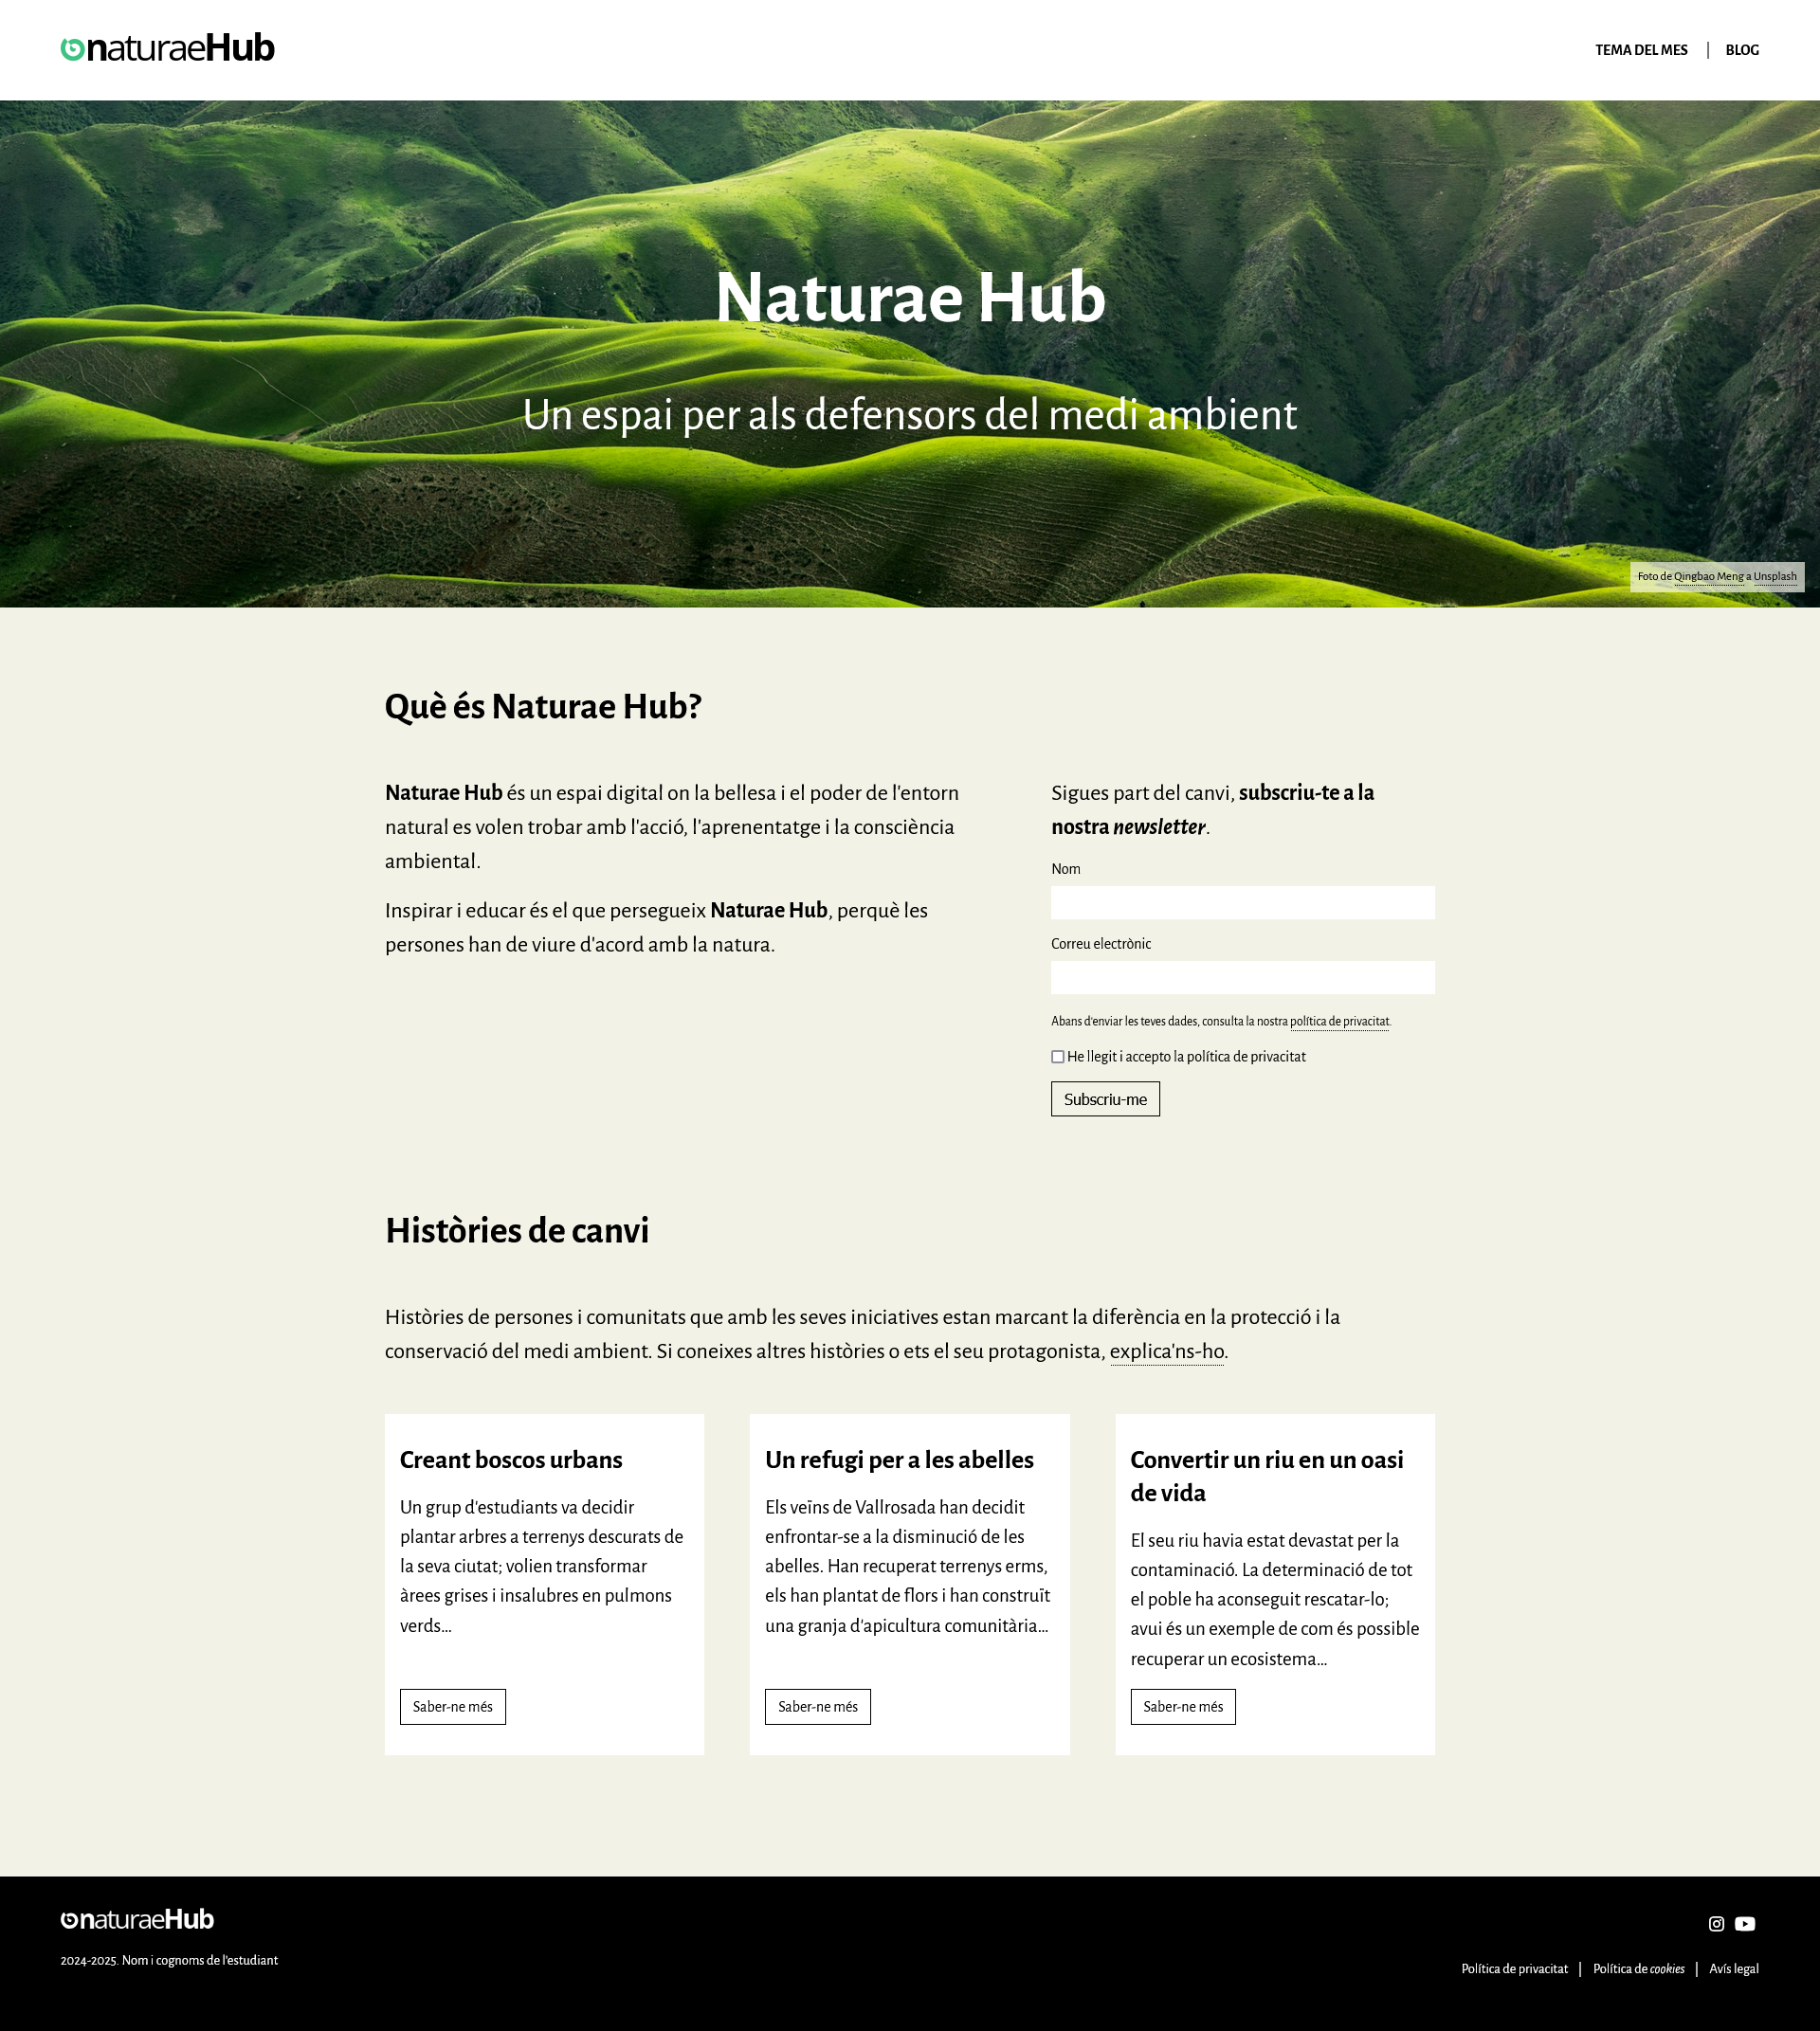 naturaeHub
TEMA DEL MES | BLOG
Naturae Hub
Un espai per als defensors del medi ambient
Foto de Qingbao Meng a Unsplash
Què és Naturae Hub?
Naturae Hub és un espai digital on la bellesa i el poder de l'entorn
natural es volen trobar amb l'acció, l'aprenentatge i la consciència
ambiental.
Inspirar i educar és el que persegueix Naturae Hub, perquè les
persones han de viure d'acord amb la natura.
Sigues part del canvi, subscriu-te a la
nostra newsletter.
Nom
Correu electrònic
Abans d'enviar les teves dades, consulta la nostra política de privacitat.
He llegit i accepto la política de privacitat
Subscriu-me
Històries de canvi
Històries de persones i comunitats que amb les seves iniciatives estan marcant la diferència en la protecció i la
conservació del medi ambient. Si coneixes altres històries o ets el seu protagonista, explica'ns-ho.
Creant boscos urbans
Un grup d'estudiants va decidir
plantar arbres a terrenys descurats de
la seva ciutat; volien transformar
àrees grises i insalubres en pulmons
verds...
Saber-ne més
Un refugi per a les abelles
Els veïns de Vallrosada han decidit
enfrontar-se a la disminució de les
abelles. Han recuperat terrenys erms,
els han plantat de flors i han construït
una granja d'apicultura comunitària...
Saber-ne més
Convertir un riu en un oasi
de vida
El seu riu havia estat devastat per la
contaminació. La determinació de tot
el poble ha aconseguit rescatar-lo;
avui és un exemple de com és possible
recuperar un ecosistema...
Saber-ne més
naturaeHub
2024-2025. Nom i cognoms de l'estudiant
Política de privacitat | Política de cookies | Avís legal